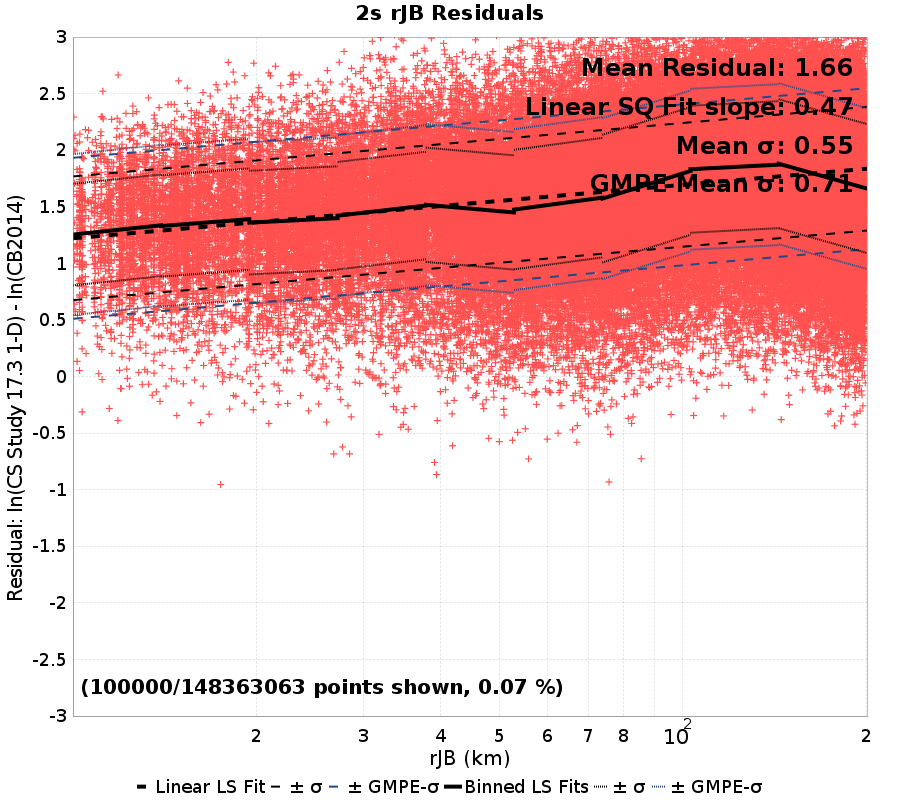 2s rJB Residuals
3
2.5
2
1.5
1
0.5
0
-0.5
-1
-1.5
-2
-2.5
-3
Residual: ln(CS Study 17.3 1-D) - ln(CB2014)
Mean Residual: 1.66
Linear SQ Fit slope: 0.47
Mean σ: 0.55
GMPE Mean σ: 0.71
(100000/148363063 points shown, 0.07 %)
2 3 4 5 6 7 8 10² 2
rJB (km)
Linear LS Fit ± σ ± GMPE-σ Binned LS Fits ± σ ± GMPE-σ